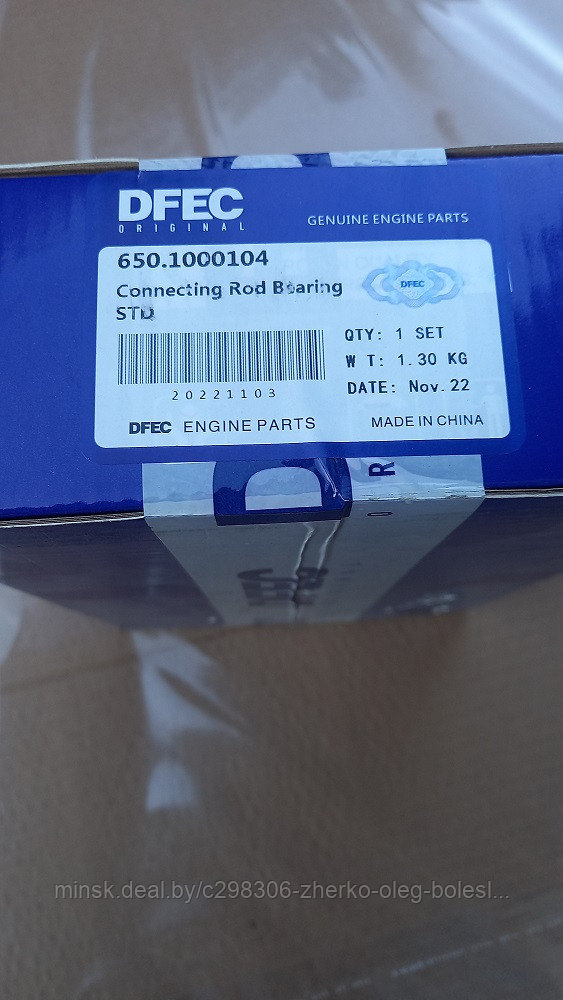 DFEC
ORIGINAL
GENUINE ENGINE PARTS
650.1000104
DFEC
Connecting Rod Bearing
STD
QTY: 1 SET
W T: 1.30 KG
20221103
DATE: Nov.22
DFEC ENGINE PARTS
MADE IN CHINA
D
R
O
minsk.deal.by/c298306-zherko-oleg-bolesl...